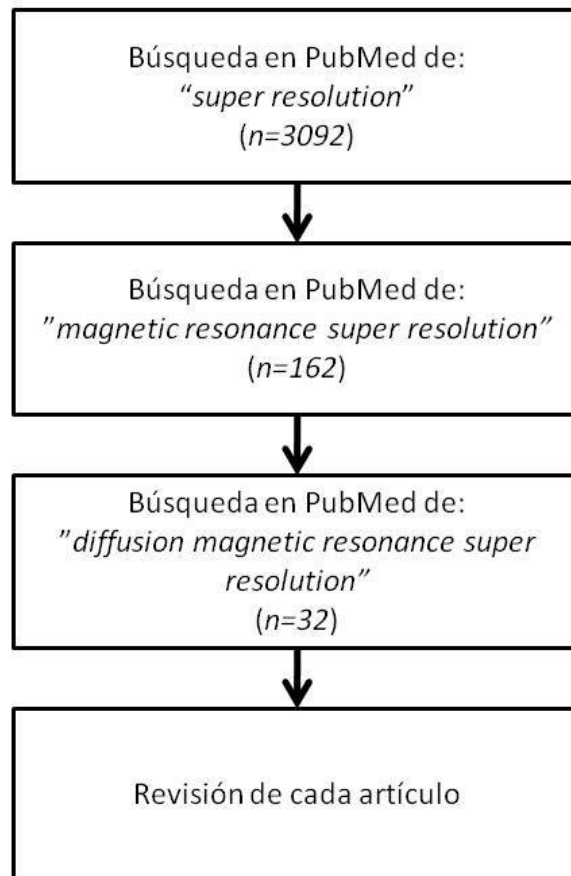 Búsqueda en PubMed de:
“super resolution”
(n=3092)
Búsqueda en PubMed de:
”magnetic resonance super resolution”
(n=162)
Búsqueda en PubMed de:
”diffusion magnetic resonance super
resolution”
(n=32)
Revisión de cada artículo